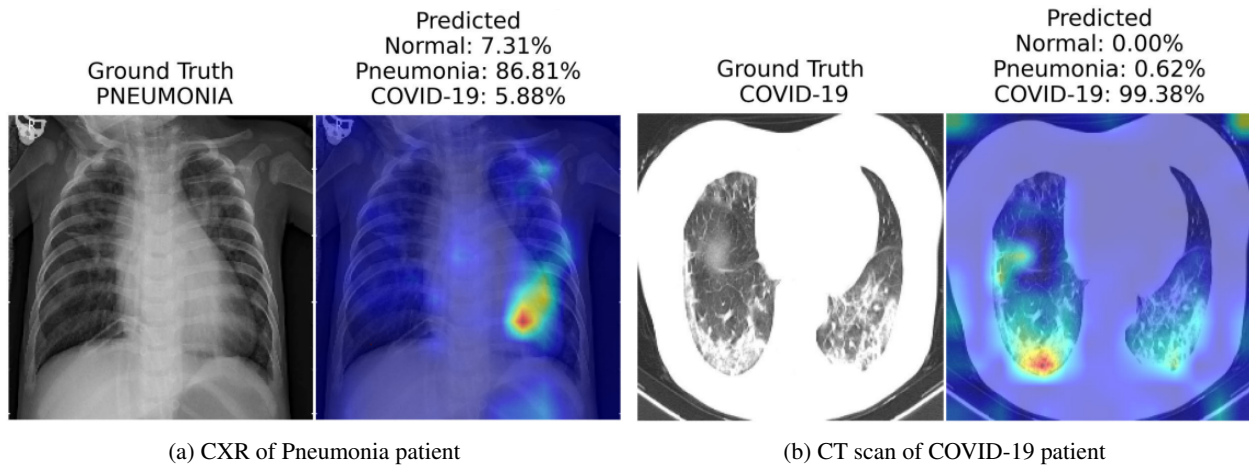 Ground Truth
PNEUMONIA
Predicted
Normal: 7.31%
Pneumonia: 86.81%
COVID-19: 5.88%
Ground Truth
COVID-19
Predicted
Normal: 0.00%
Pneumonia: 0.62%
COVID-19: 99.38%
(a) CXR of Pneumonia patient
(b) CT scan of COVID-19 patient